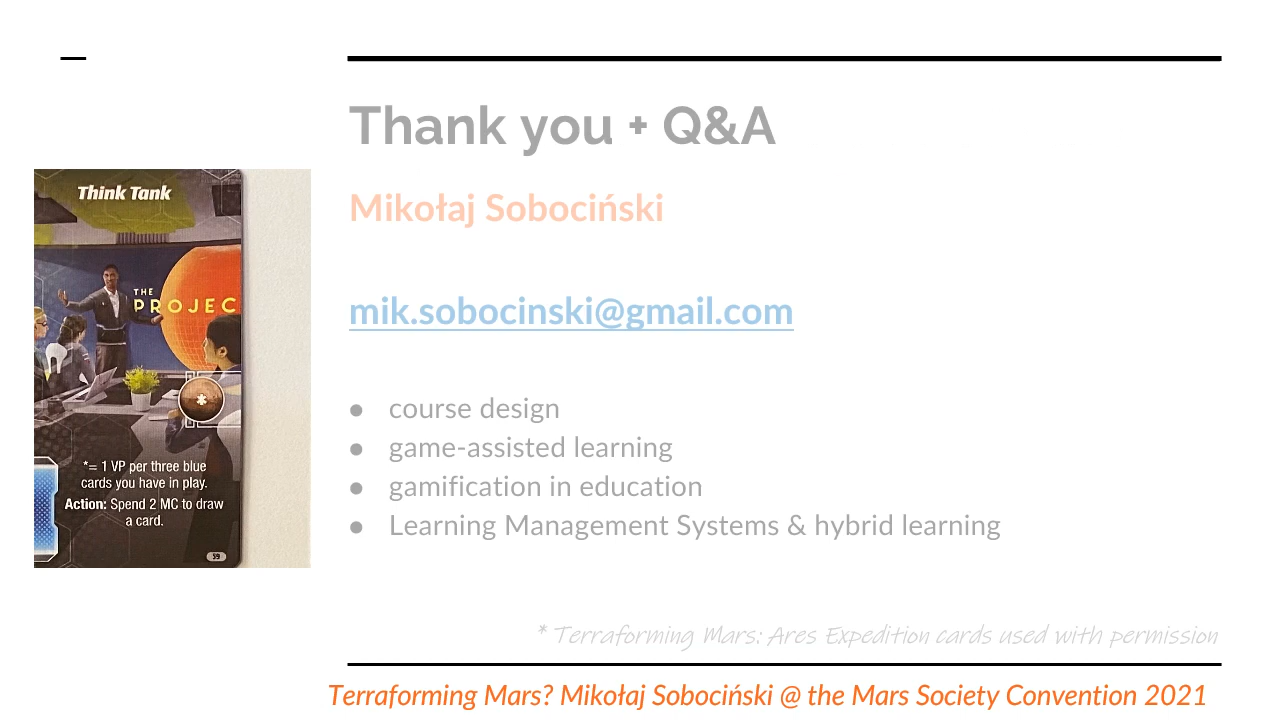 Thank you + Q&A
Mikołaj Sobociński
mik.sobocinski@gmail.com
● course design
● game-assisted learning
● gamification in education
● Learning Management Systems & hybrid learning
Think Tank
THE
PROJEC
*
*= 1 VP per three blue
cards you have in play.
Action: Spend 2 MC to draw
a card.
59
* Terraforming Mars: Ares Expedition cards used with permission
Terraforming Mars? Mikołaj Sobociński @ the Mars Society Convention 2021